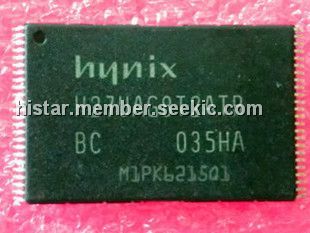 hynix
BC 035HA
M1PK621501
histar.member.seekic.com